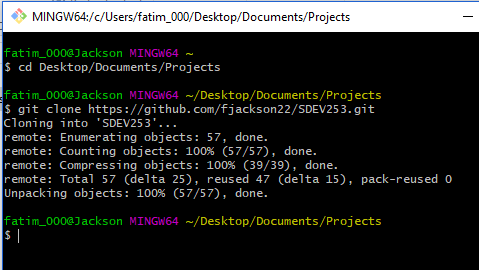 MINGW64:/c/Users/fatim_000/Desktop/Documents/Projects
fatim_000@Jackson MINGW64 ~
$ cd Desktop/Documents/Projects
fatim_000@Jackson MINGW64 ~/Desktop/Documents/Projects
$ git clone https://github.com/fjackson22/SDEV253.git
Cloning into 'SDEV253'...
remote: Enumerating objects: 57, done.
remote: Counting objects: 100% (57/57), done.
remote: Compressing objects: 100% (39/39), done.
remote: Total 57 (delta 25), reused 47 (delta 15), pack-reused 0
Unpacking objects: 100% (57/57), done.
fatim_000@Jackson MINGW64 ~/Desktop/Documents/Projects
$